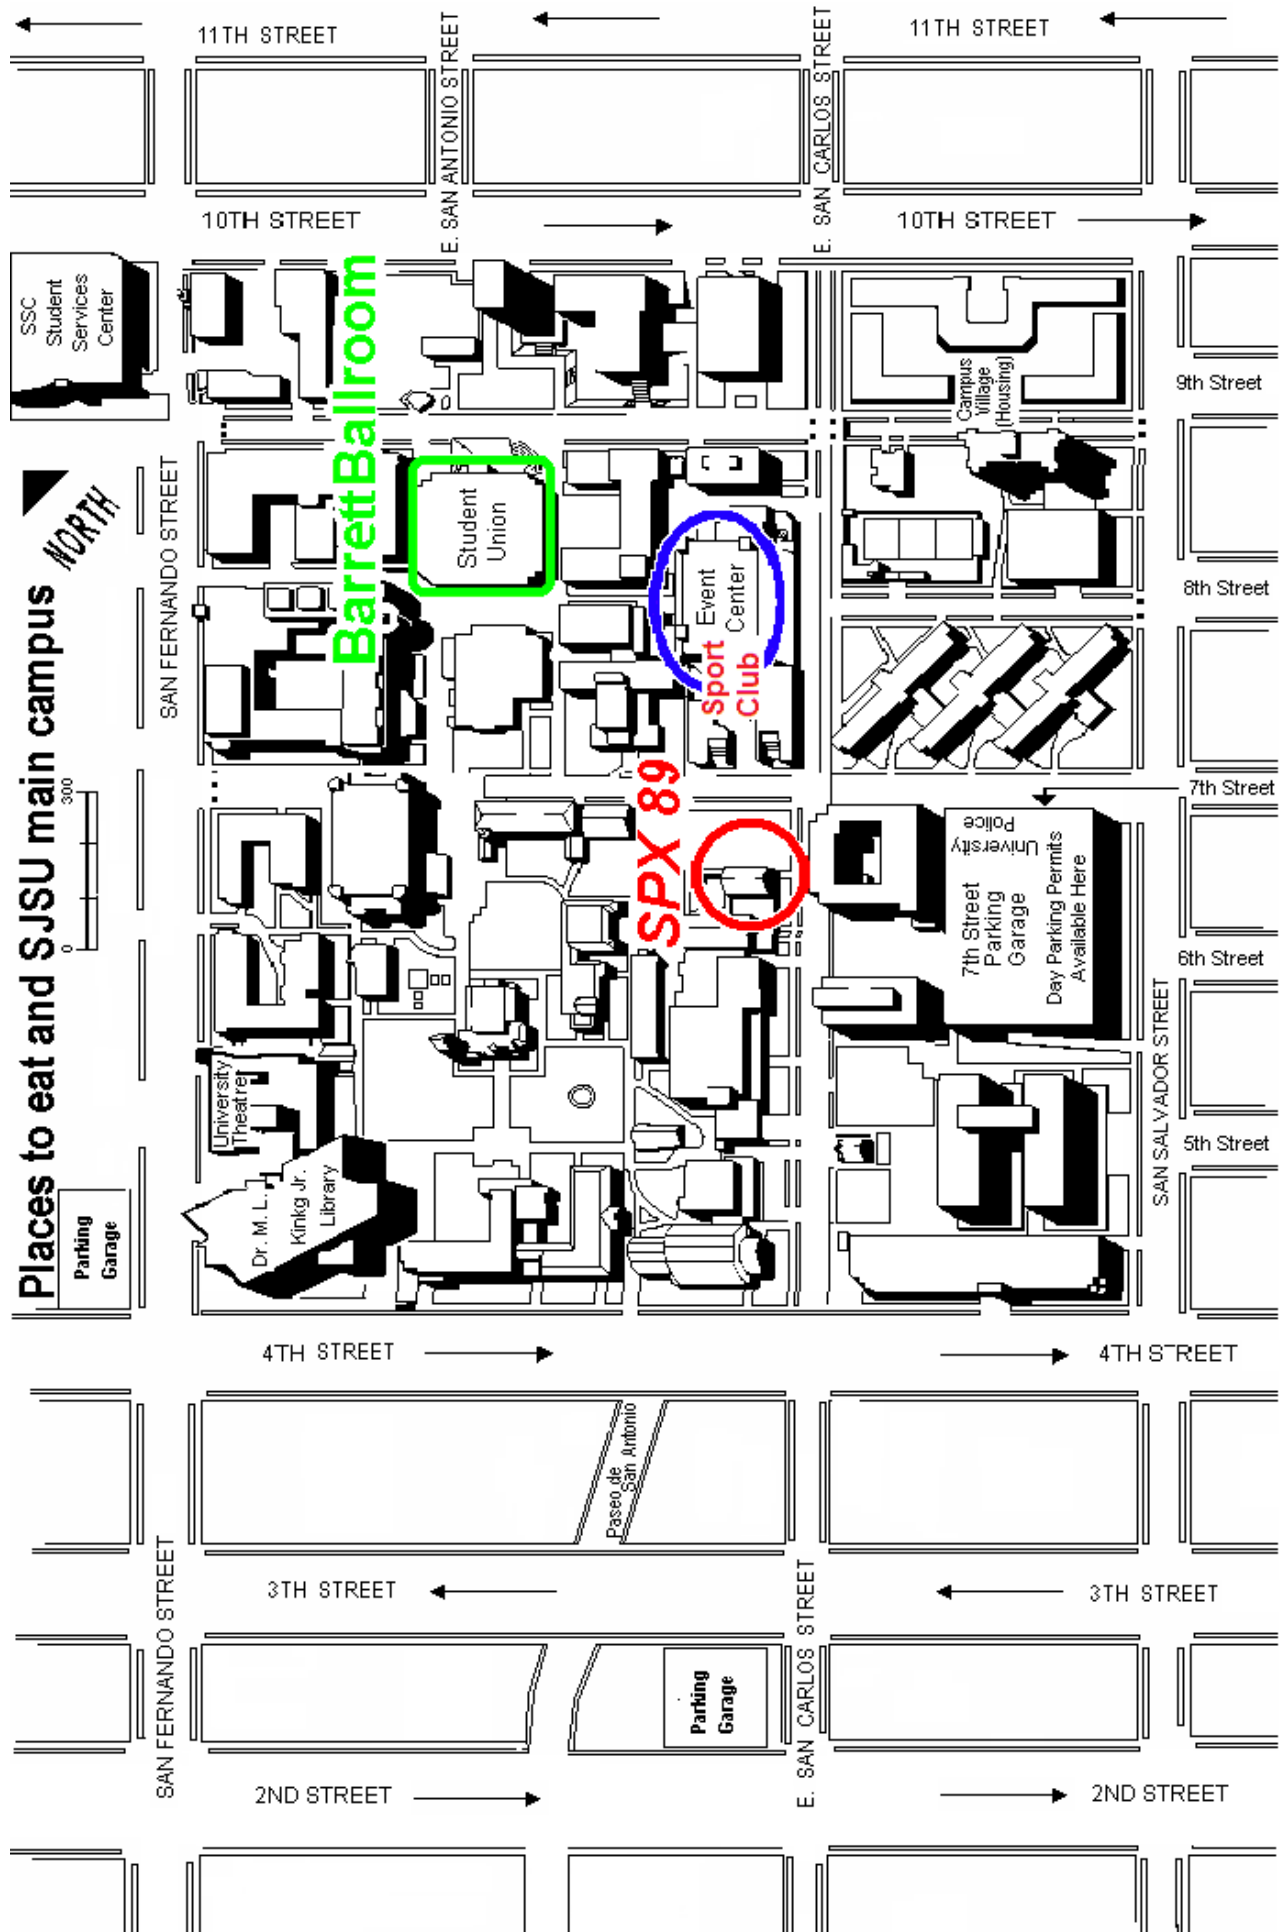 11TH STREET
11TH STREET
E. SAN ANTONIO STREET
E. SAN CARLOS STREET
10TH STREET
10TH STREET
SSC
Student
Services
Center
BarrettBallroom
Campus
Village
(Housing)
9th Street
NORTH
SAN FERNANDO STREET
Student
Union
Event
Center
Sport
Club
8th Street
Places to eat and SJSU main campus
0
300
SPX 89
7th Street
University
Police
7th Street
Parking
Garage
Day Parking Permits
Available Here
6th Street
University
Theatre
SAN SALVADOR STREET
5th Street
Dr. M. L.
Kinkg Jr.
Library
Parking
Garage
4TH STREET
4TH STREET
Paseo de
San Antonio
3TH STREET
3TH STREET
SAN FERNANDO STREET
E. SAN CARLOS STREET
Parking
Garage
2ND STREET
2ND STREET